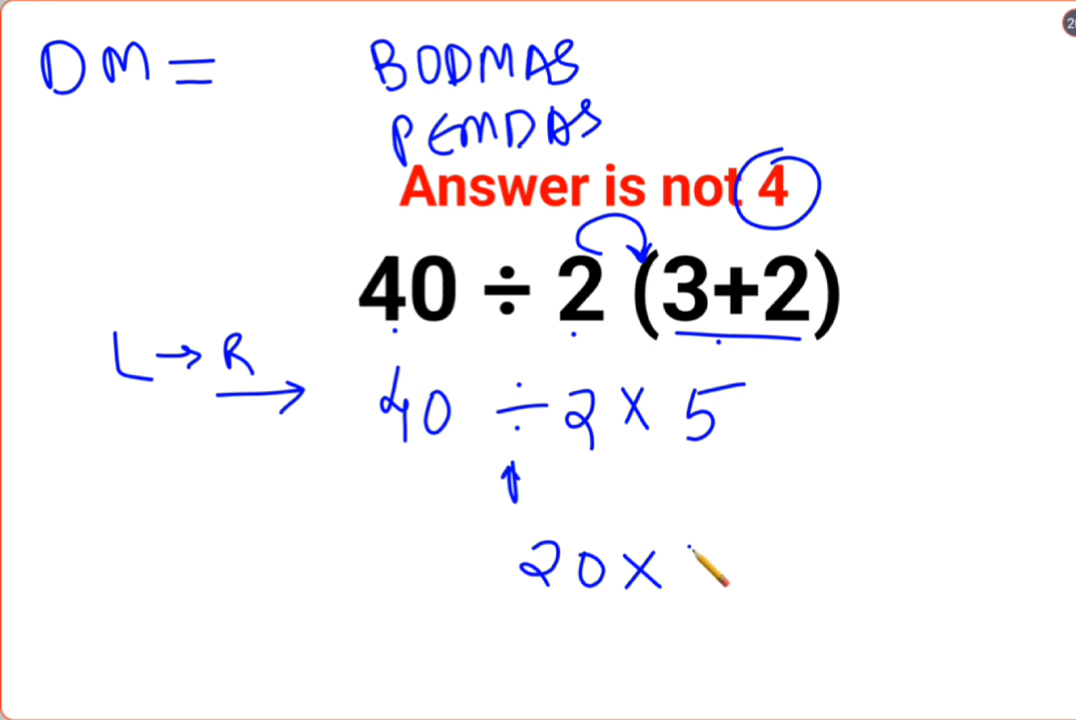 DM =
BODMAS
PEMDAS
Answer is not 4
40 ÷ 2 (3+2)
L → R
40 ÷ 2 × 5
20 ×